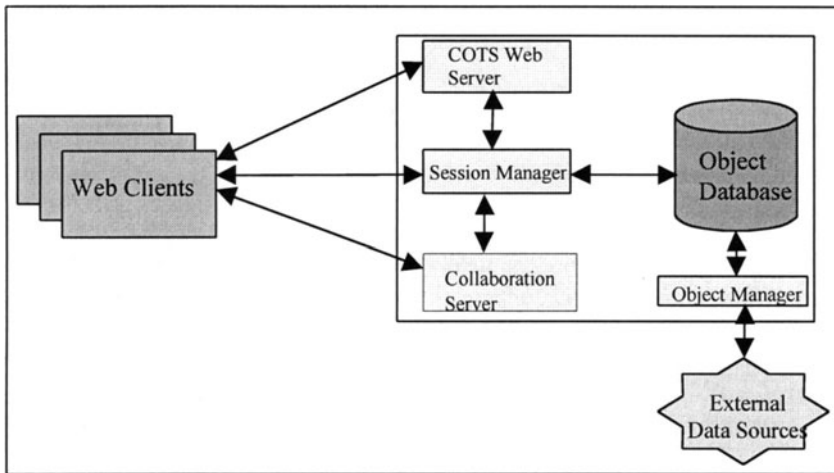 COTS Web
Server
Web Clients
Session Manager
Object
Database
Collaboration
Server
Object Manager
External
Data Sources